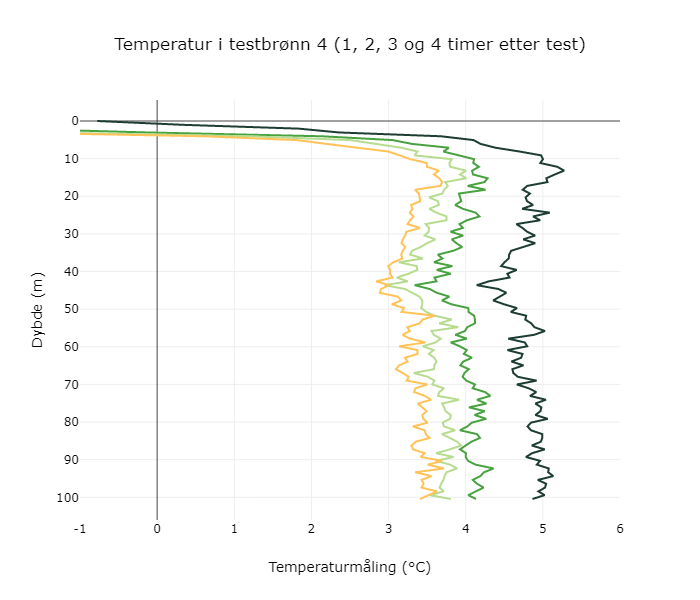 Temperatur i testbrønn 4 (1, 2, 3 og 4 timer etter test)
0
10
20
30
40
50
60
70
80
90
100
Dybde (m)
-1 0 1 2 3 4 5 6
Temperaturmåling (°C)